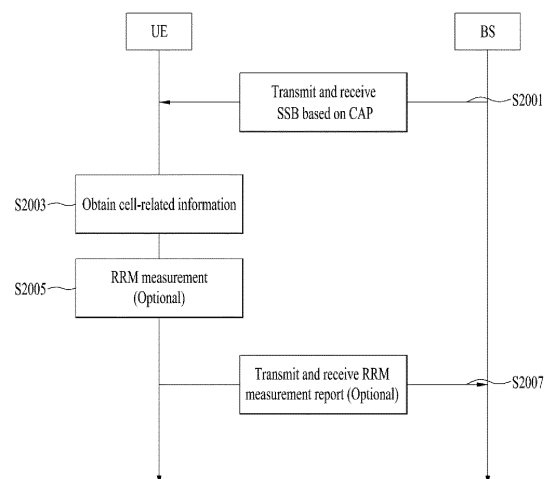 UE
BS
Transmit and receive
SSB based on CAP
S2001
S2003
Obtain cell-related information
S2005
RRM measurement
(Optional)
Transmit and receive RRM
measurement report (Optional)
S2007